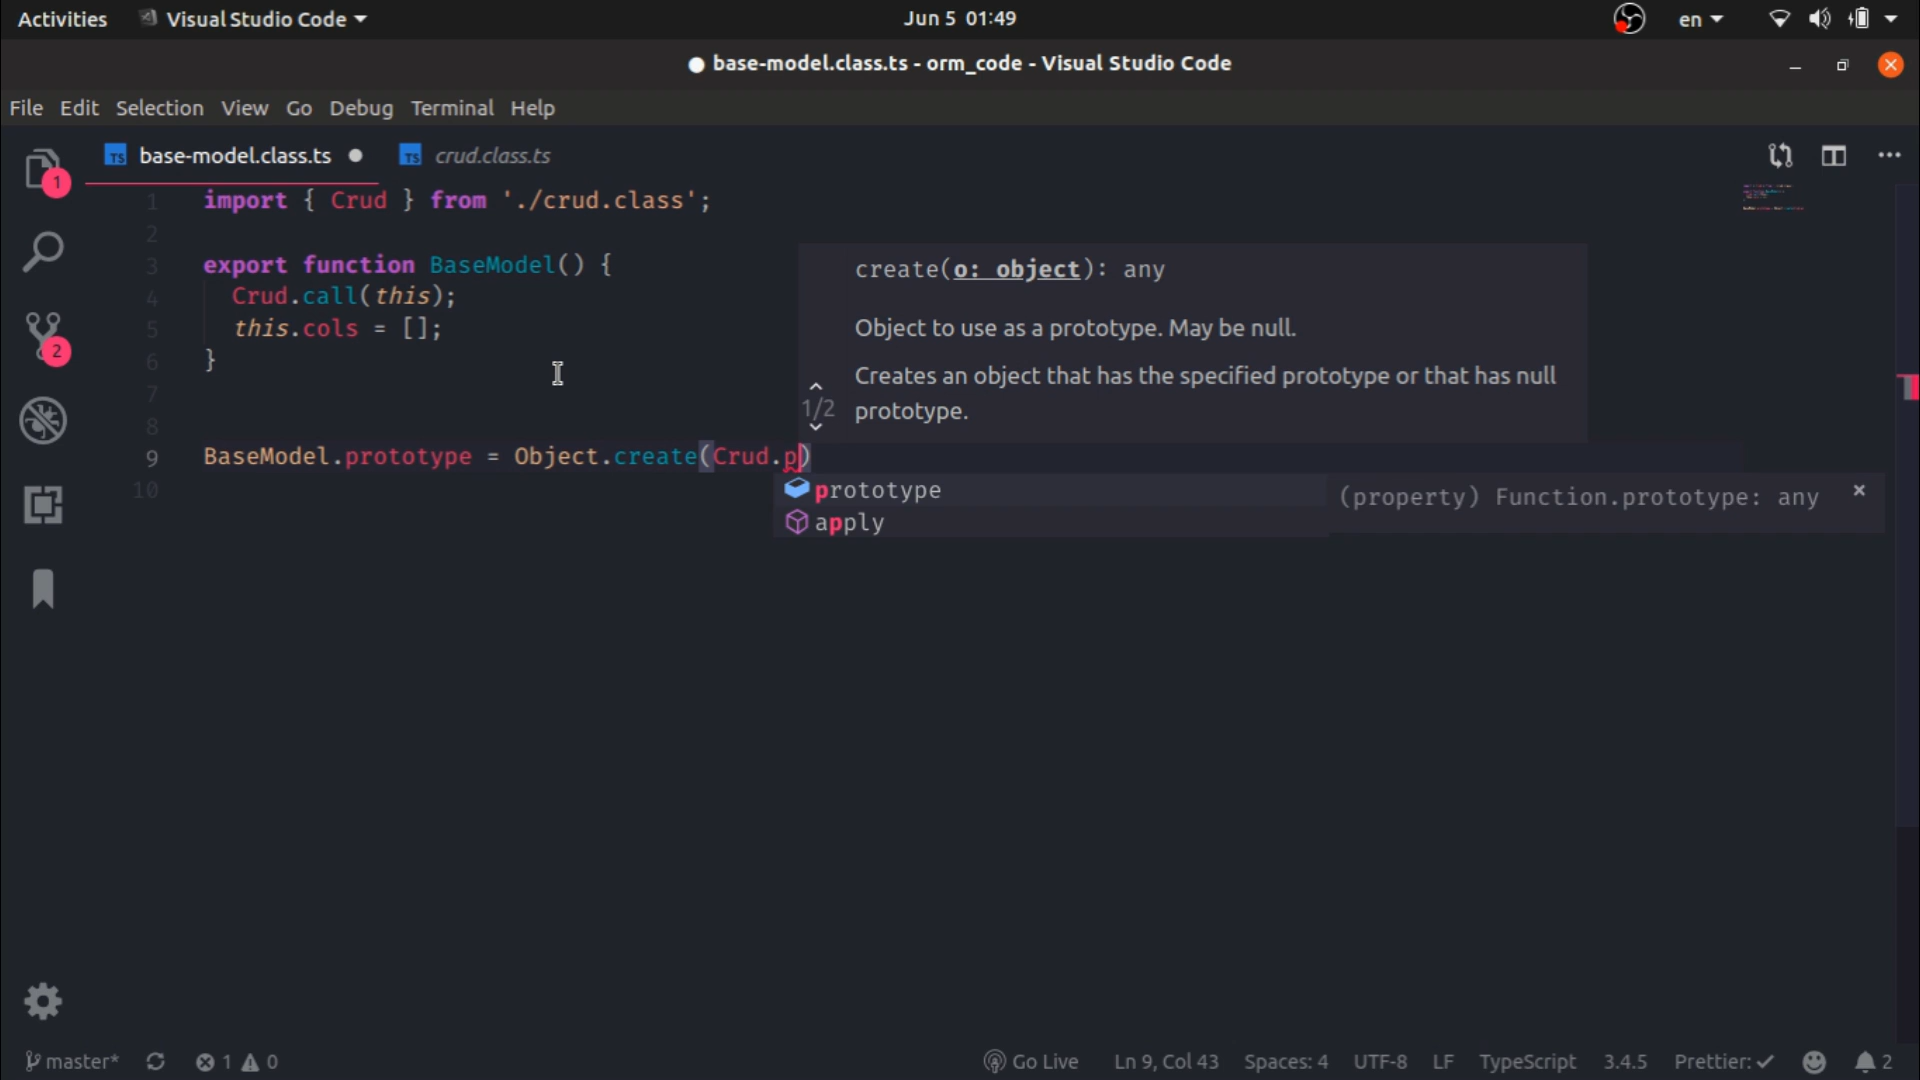 Activities Visual Studio Code Jun 5 01:49 en
base-model.class.ts - orm_code - Visual Studio Code
File Edit Selection View Go Debug Terminal Help
TS base-model.class.ts TS crud.class.ts
1
2
1 import { Crud } from './crud.class';
2
3 export function BaseModel() {
4 Crud.call(this);
5 this.cols = [];
6 }
7
8
9 BaseModel.prototype = Object.create(Crud.p)
10
create(o: object): any
Object to use as a prototype. May be null.
Creates an object that has the specified prototype or that has null
1/2 prototype.
prototype
apply
(property) Function.prototype: any
master* 1 0 Go Live Ln 9, Col 43 Spaces: 4 UTF-8 LF TypeScript 3.4.5 Prettier: ✓ 2